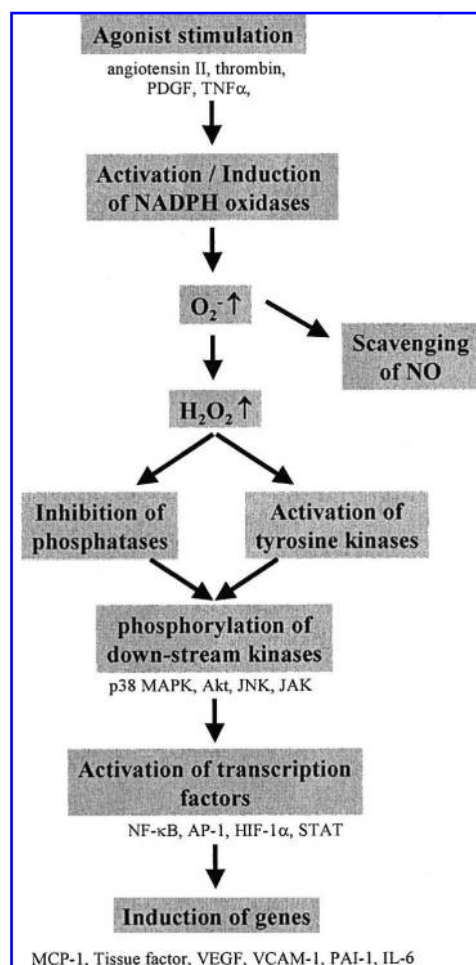 Agonist stimulation
angiotensin II, thrombin,
PDGF, TNFα,
Activation / Induction
of NADPH oxidases
O₂⁻↑
Scavenging
of NO
H₂O₂↑
Inhibition of
phosphatases
Activation of
tyrosine kinases
phosphorylation of
down-stream kinases
p38 MAPK, Akt, JNK, JAK
Activation of transcription
factors
NF-κB, AP-1, HIF-1α, STAT
Induction of genes
MCP-1, Tissue factor, VEGF, VCAM-1, PAI-1, IL-6